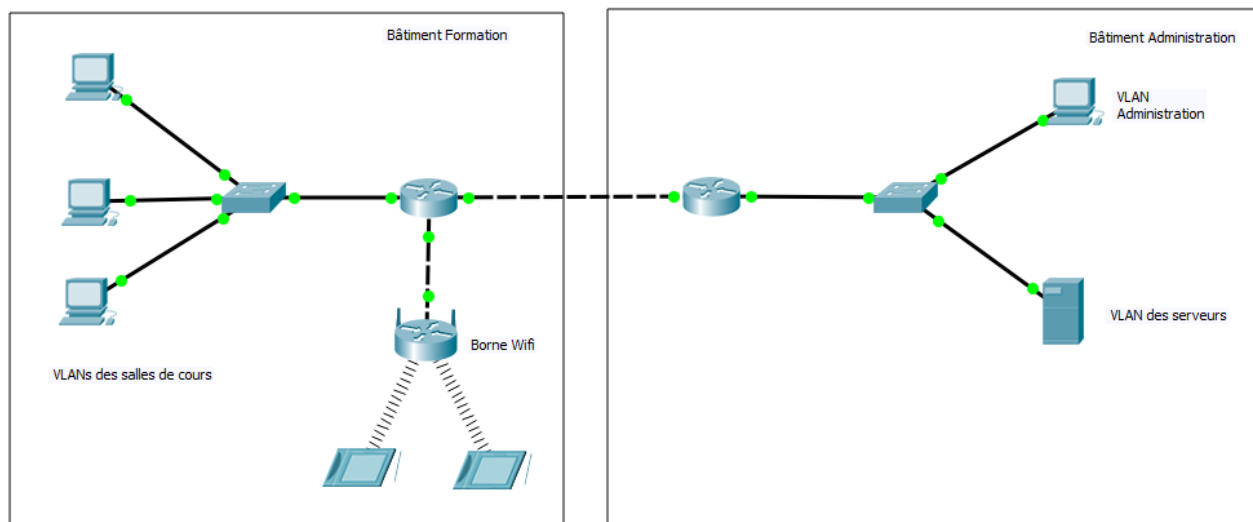 Bâtiment Formation
Bâtiment Administration
VLAN
Administration
Borne Wifi
VLANs des salles de cours
VLAN des serveurs